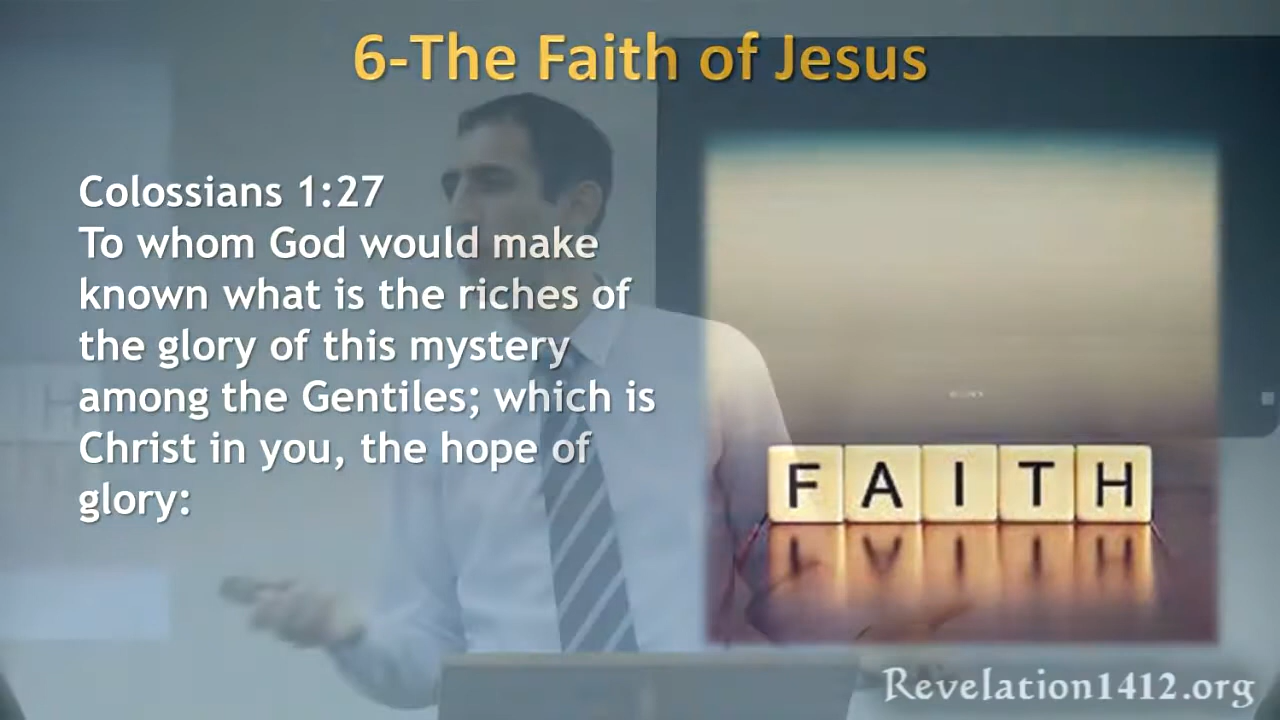 6-The Faith of Jesus
Colossians 1:27
To whom God would make
known what is the riches of
the glory of this mystery
among the Gentiles; which is
Christ in you, the hope of
glory:
FAITH
Revelation1412.org